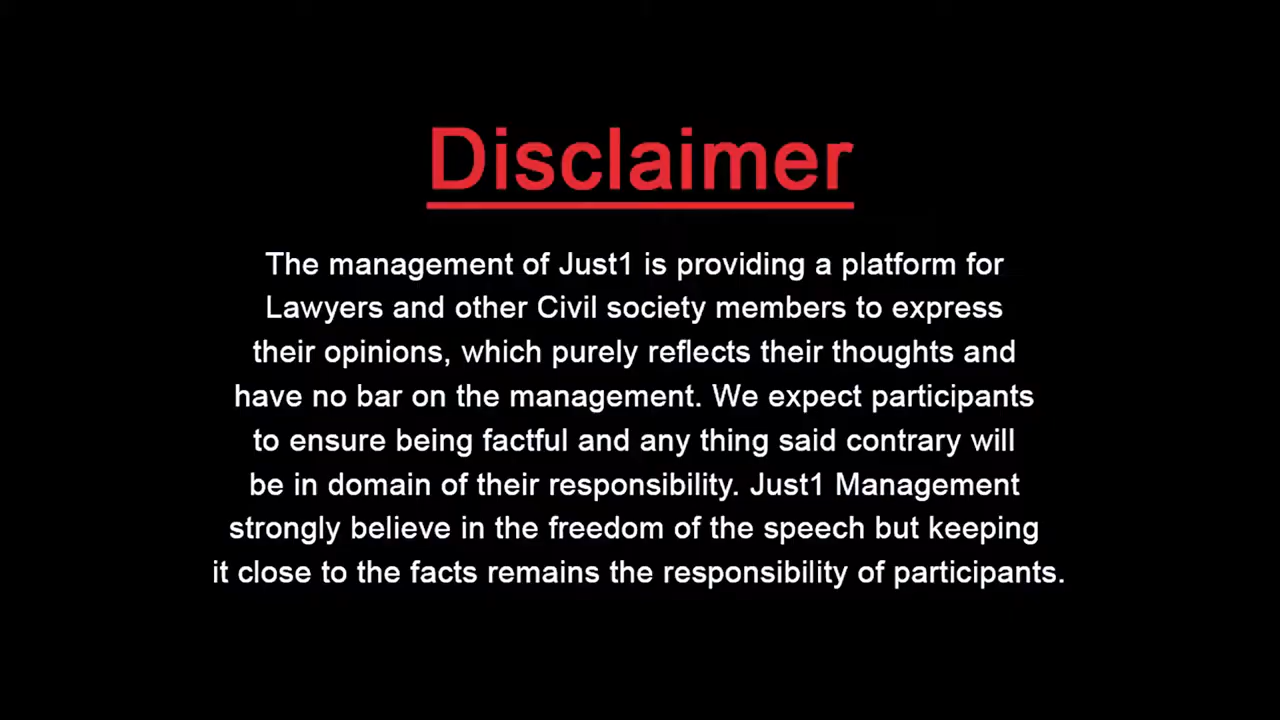 Disclaimer
The management of Just1 is providing a platform for
Lawyers and other Civil society members to express
their opinions, which purely reflects their thoughts and
have no bar on the management. We expect participants
to ensure being factful and any thing said contrary will
be in domain of their responsibility. Just1 Management
strongly believe in the freedom of the speech but keeping
it close to the facts remains the responsibility of participants.